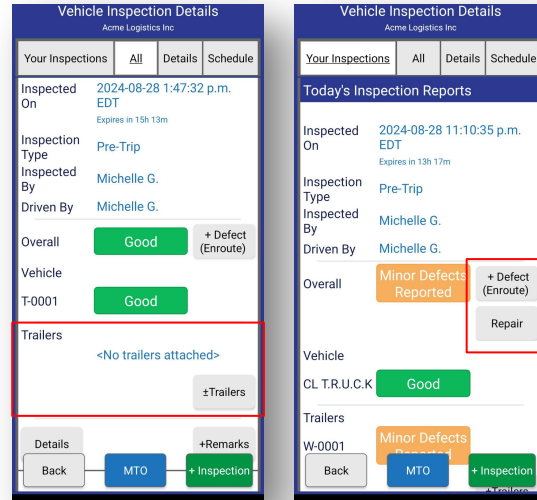 Vehicle Inspection Details
Acme Logistics Inc
Your Inspections All Details Schedule
Inspected On 2024-08-28 1:47:32 p.m. EDT
Expires in 15h 13m
Inspection Type Pre-Trip
Inspected By Michelle G.
Driven By Michelle G.
Overall Good + Defect (Enroute)
Vehicle
T-0001 Good
Trailers
<No trailers attached>
±Trailers
Details +Remarks
Back MTO + Inspection
Vehicle Inspection Details
Acme Logistics Inc
Your Inspections All Details Schedule
Today's Inspection Reports
Inspected On 2024-08-28 11:10:35 p.m. EDT
Expires in 13h 17m
Inspection Type Pre-Trip
Inspected By Michelle G.
Driven By Michelle G.
Overall Minor Defects Reported + Defect (Enroute)
Repair
Vehicle
CL T.R.U.C.K Good
Trailers
W-0001 Minor Defects Reported
Back MTO + Inspection
±Trailers